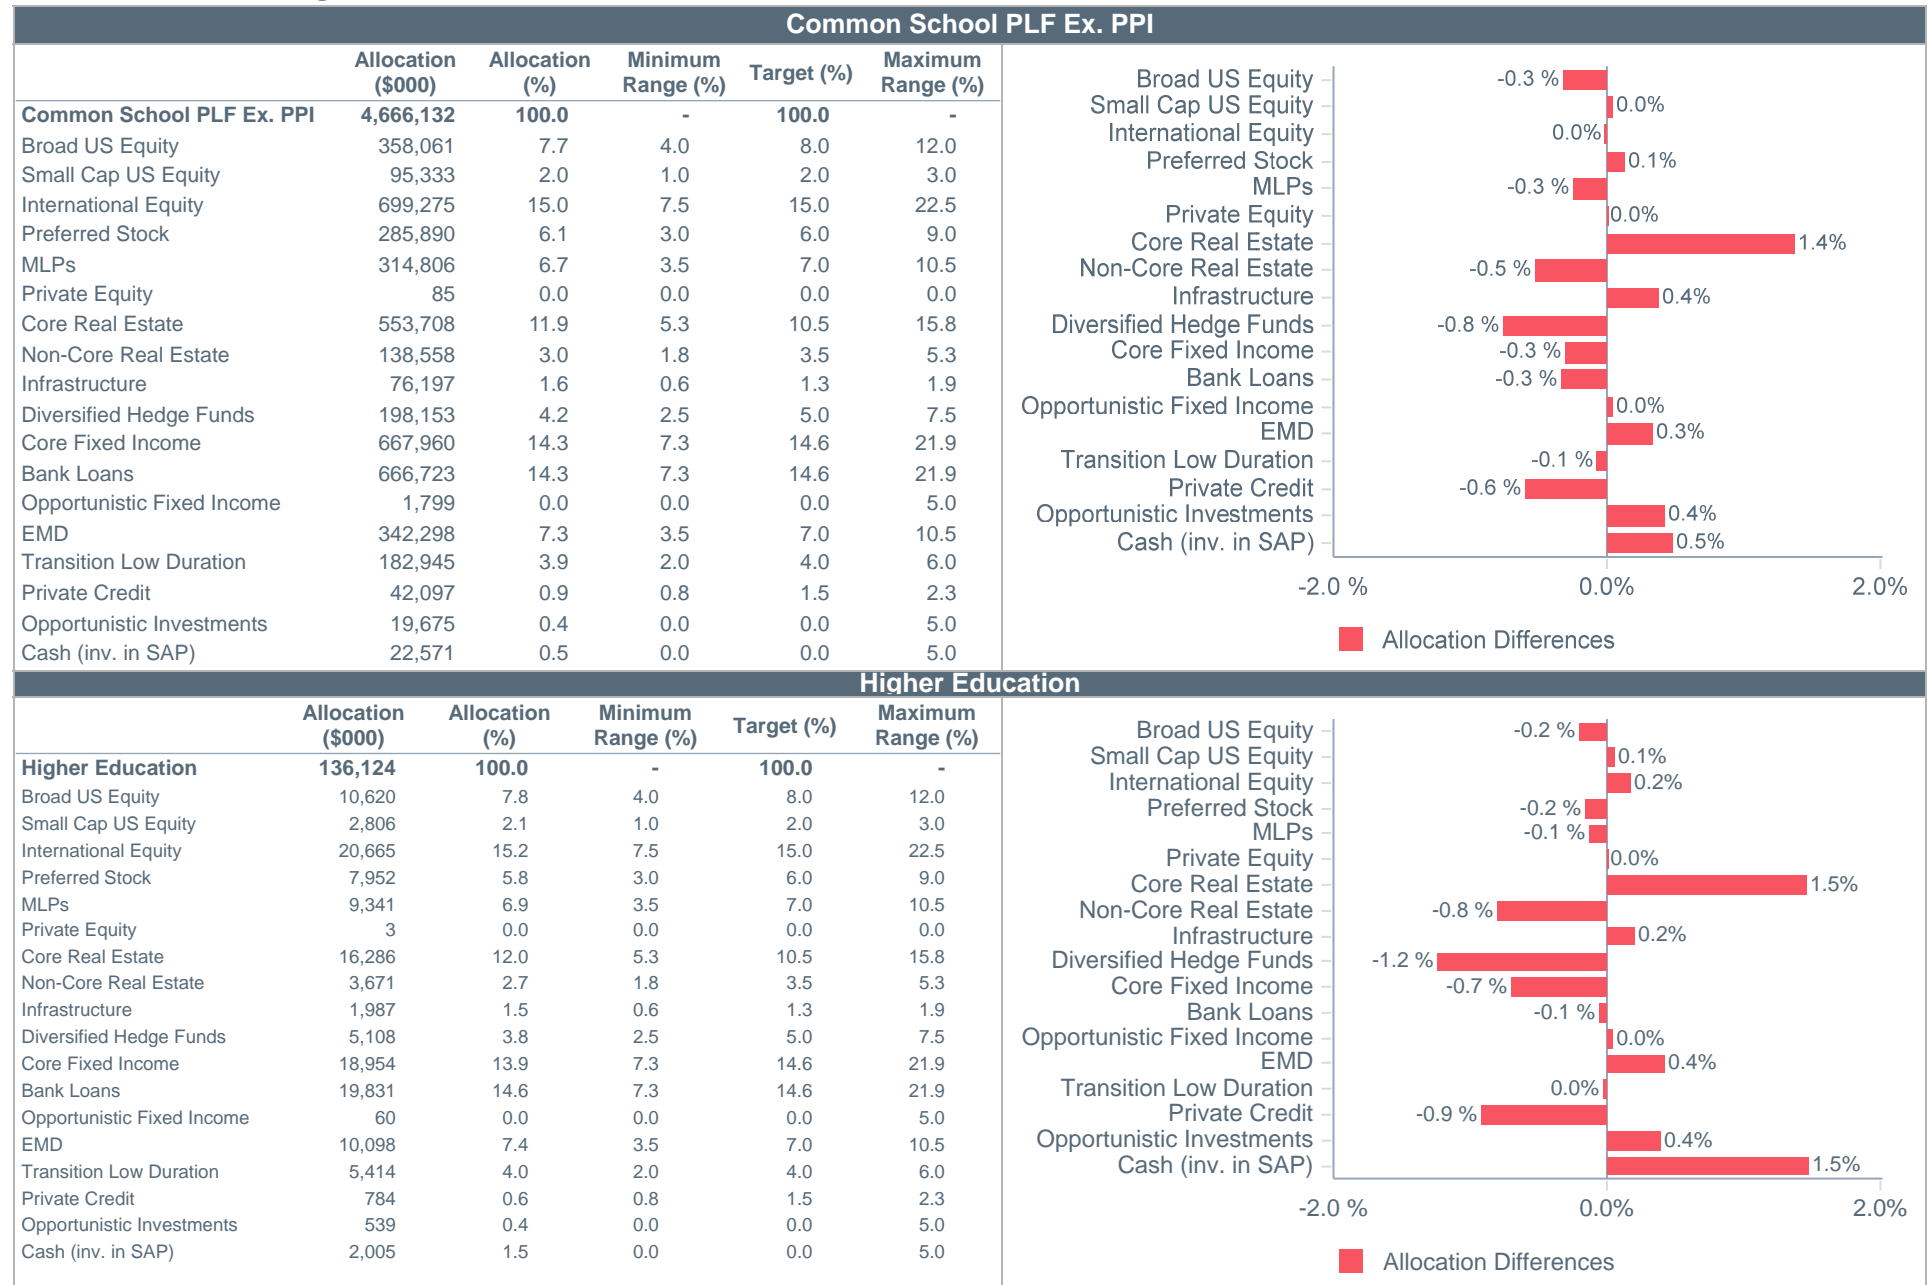 Common School PLF Ex. PPI
Allocation ($000) Allocation (%) Minimum Range (%) Target (%) Maximum Range (%)
Common School PLF Ex. PPI 4,666,132 100.0 - 100.0 -
Broad US Equity 358,061 7.7 4.0 8.0 12.0
Small Cap US Equity 95,333 2.0 1.0 2.0 3.0
International Equity 699,275 15.0 7.5 15.0 22.5
Preferred Stock 285,890 6.1 3.0 6.0 9.0
MLPs 314,806 6.7 3.5 7.0 10.5
Private Equity 85 0.0 0.0 0.0 0.0
Core Real Estate 553,708 11.9 5.3 10.5 15.8
Non-Core Real Estate 138,558 3.0 1.8 3.5 5.3
Infrastructure 76,197 1.6 0.6 1.3 1.9
Diversified Hedge Funds 198,153 4.2 2.5 5.0 7.5
Core Fixed Income 667,960 14.3 7.3 14.6 21.9
Bank Loans 666,723 14.3 7.3 14.6 21.9
Opportunistic Fixed Income 1,799 0.0 0.0 0.0 5.0
EMD 342,298 7.3 3.5 7.0 10.5
Transition Low Duration 182,945 3.9 2.0 4.0 6.0
Private Credit 42,097 0.9 0.8 1.5 2.3
Opportunistic Investments 19,675 0.4 0.0 0.0 5.0
Cash (inv. in SAP) 22,571 0.5 0.0 0.0 5.0
Broad US Equity -0.3 %
Small Cap US Equity 0.0%
International Equity 0.0%
Preferred Stock 0.1%
MLPs -0.3 %
Private Equity 0.0%
Core Real Estate 1.4%
Non-Core Real Estate -0.5 %
Infrastructure 0.4%
Diversified Hedge Funds -0.8 %
Core Fixed Income -0.3 %
Bank Loans -0.3 %
Opportunistic Fixed Income 0.0%
EMD 0.3%
Transition Low Duration -0.1 %
Private Credit -0.6 %
Opportunistic Investments 0.4%
Cash (inv. in SAP) 0.5%
-2.0 % 0.0% 2.0%
Allocation Differences
Higher Education
Allocation ($000) Allocation (%) Minimum Range (%) Target (%) Maximum Range (%)
Higher Education 136,124 100.0 - 100.0 -
Broad US Equity 10,620 7.8 4.0 8.0 12.0
Small Cap US Equity 2,806 2.1 1.0 2.0 3.0
International Equity 20,665 15.2 7.5 15.0 22.5
Preferred Stock 7,952 5.8 3.0 6.0 9.0
MLPs 9,341 6.9 3.5 7.0 10.5
Private Equity 3 0.0 0.0 0.0 0.0
Core Real Estate 16,286 12.0 5.3 10.5 15.8
Non-Core Real Estate 3,671 2.7 1.8 3.5 5.3
Infrastructure 1,987 1.5 0.6 1.3 1.9
Diversified Hedge Funds 5,108 3.8 2.5 5.0 7.5
Core Fixed Income 18,954 13.9 7.3 14.6 21.9
Bank Loans 19,831 14.6 7.3 14.6 21.9
Opportunistic Fixed Income 60 0.0 0.0 0.0 5.0
EMD 10,098 7.4 3.5 7.0 10.5
Transition Low Duration 5,414 4.0 2.0 4.0 6.0
Private Credit 784 0.6 0.8 1.5 2.3
Opportunistic Investments 539 0.4 0.0 0.0 5.0
Cash (inv. in SAP) 2,005 1.5 0.0 0.0 5.0
Broad US Equity -0.2 %
Small Cap US Equity 0.1%
International Equity 0.2%
Preferred Stock -0.2 %
MLPs -0.1 %
Private Equity 0.0%
Core Real Estate 1.5%
Non-Core Real Estate -0.8 %
Infrastructure 0.2%
Diversified Hedge Funds -1.2 %
Core Fixed Income -0.7 %
Bank Loans -0.1 %
Opportunistic Fixed Income 0.0%
EMD 0.4%
Transition Low Duration 0.0%
Private Credit -0.9 %
Opportunistic Investments 0.4%
Cash (inv. in SAP) 1.5%
-2.0 % 0.0% 2.0%
Allocation Differences